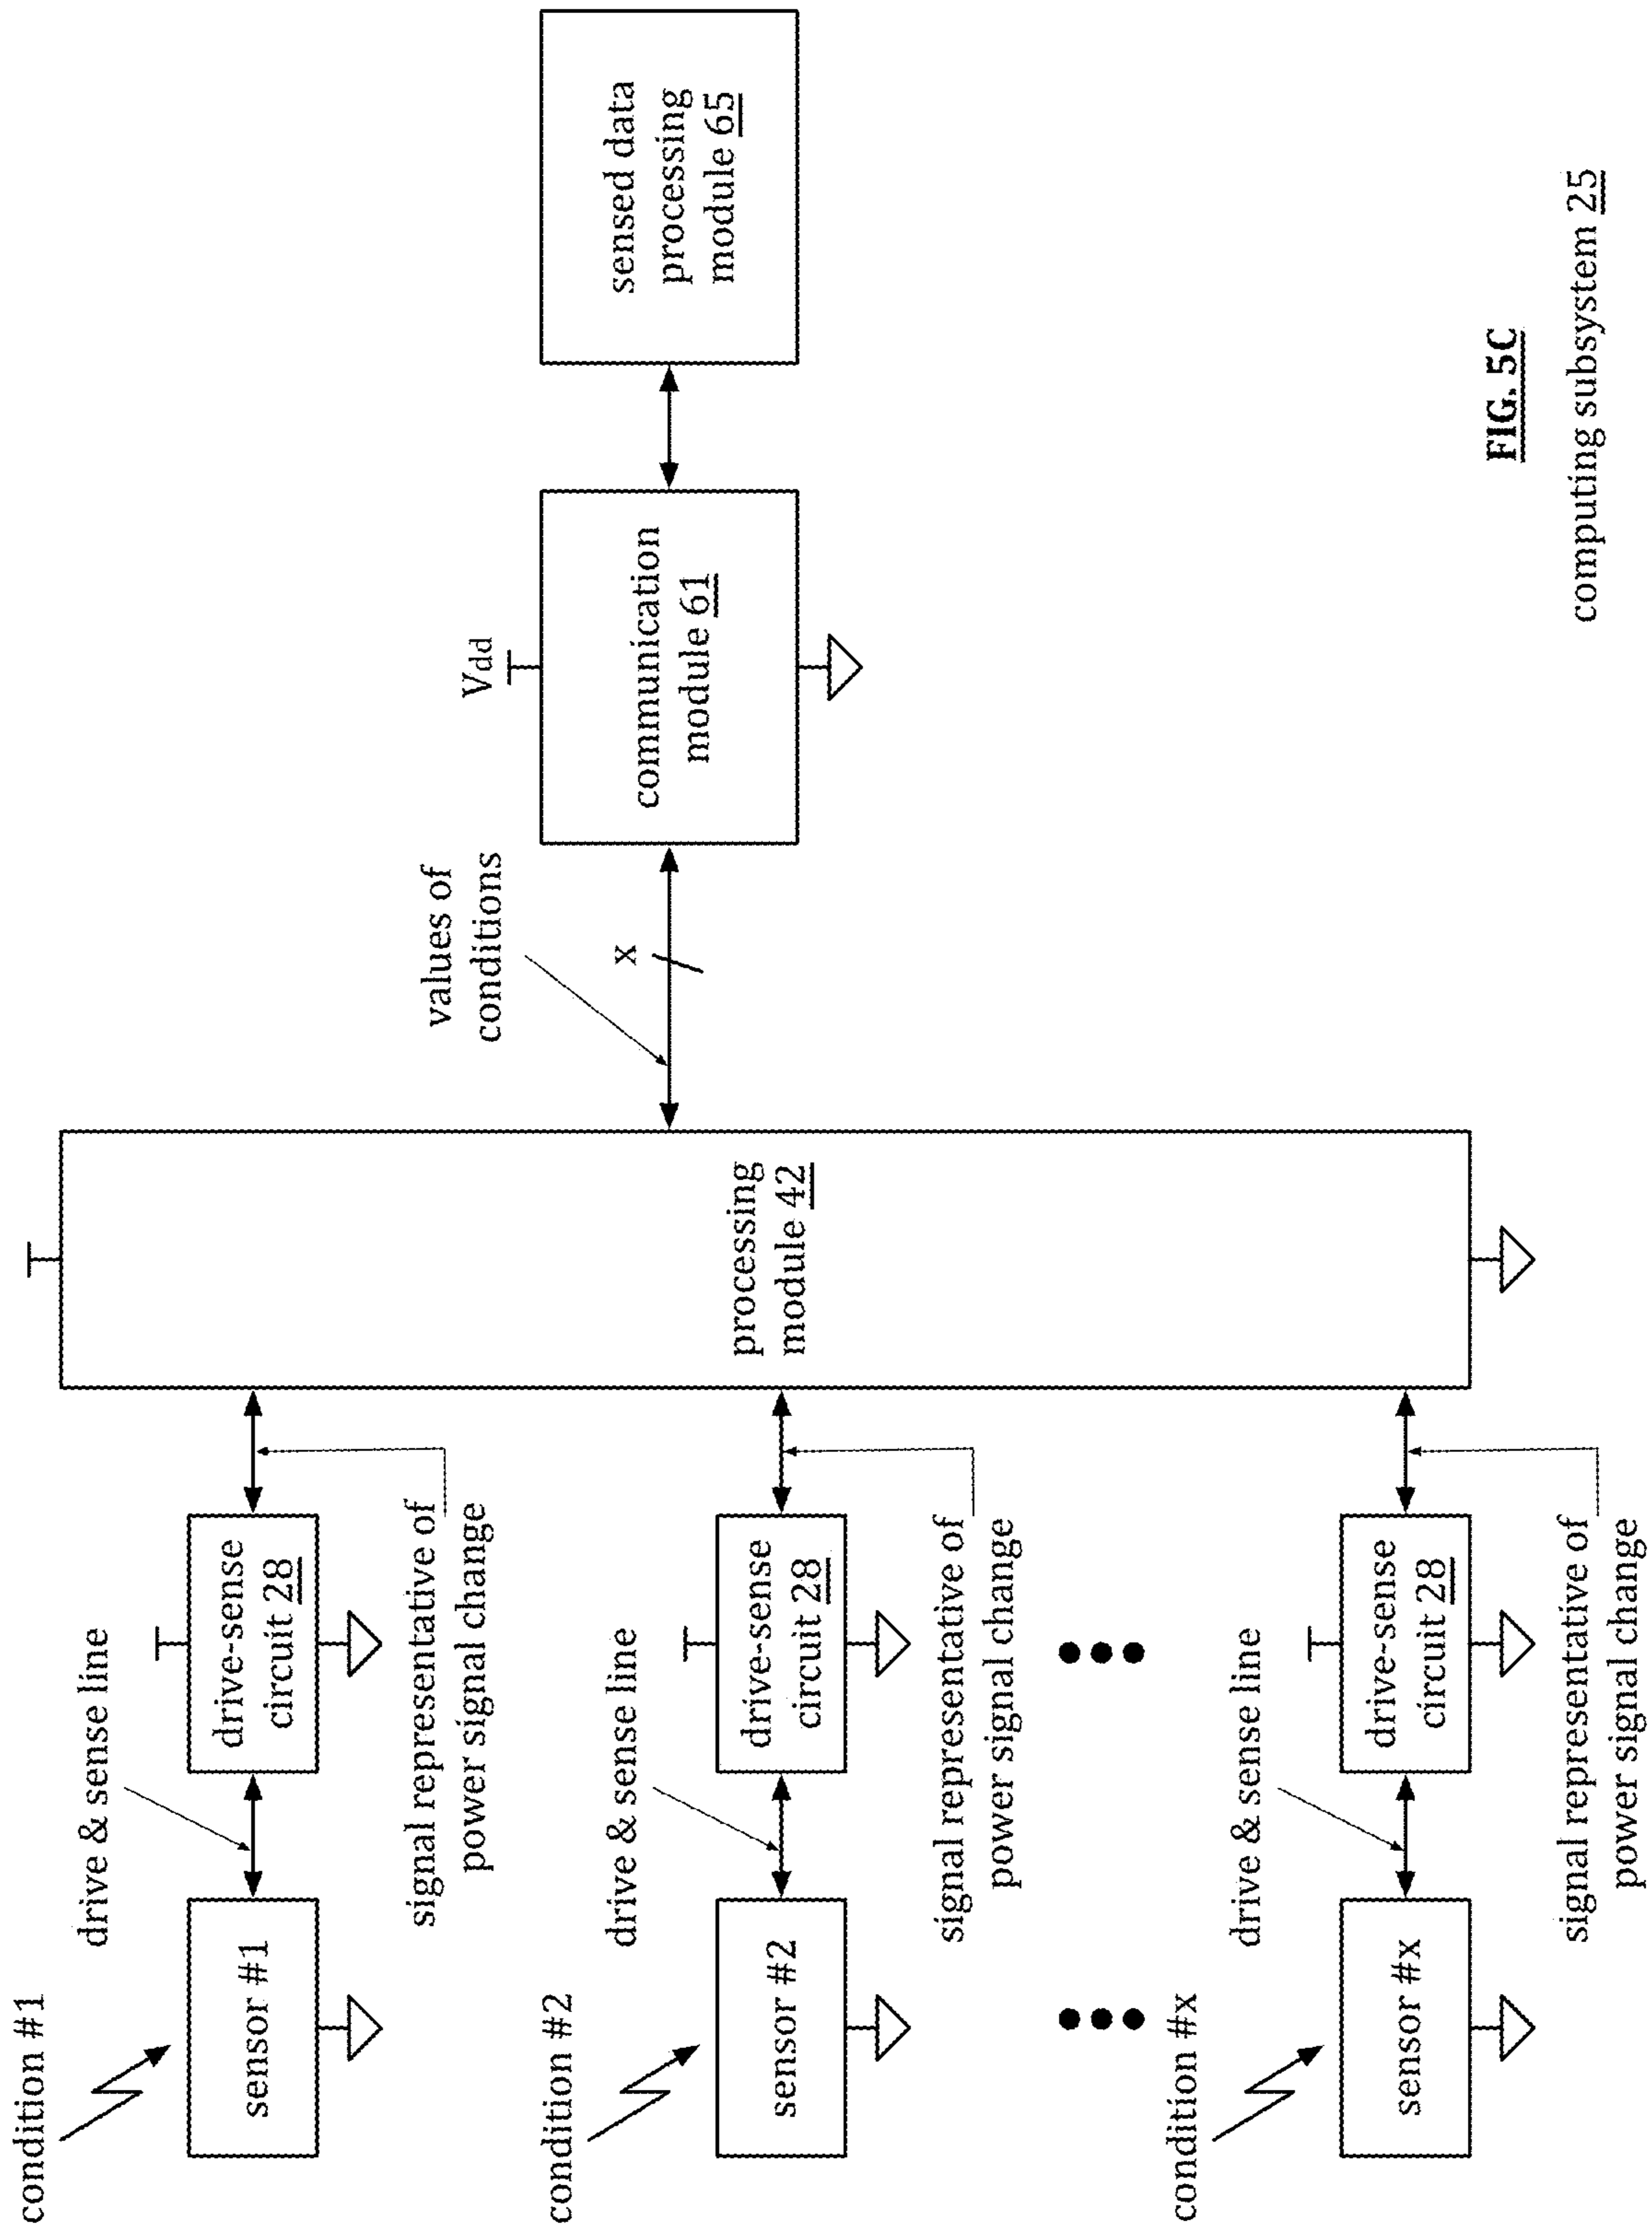 condition #1
sensor #1
drive & sense line
drive-sense
circuit 28
signal representative of
power signal change
condition #2
sensor #2
drive & sense line
drive-sense
circuit 28
signal representative of
power signal change
condition #x
sensor #x
drive & sense line
drive-sense
circuit 28
signal representative of
power signal change
processing
module 42
values of
conditions
x
Vdd
communication
module 61
sensed data
processing
module 65
FIG. 5C
computing subsystem 25